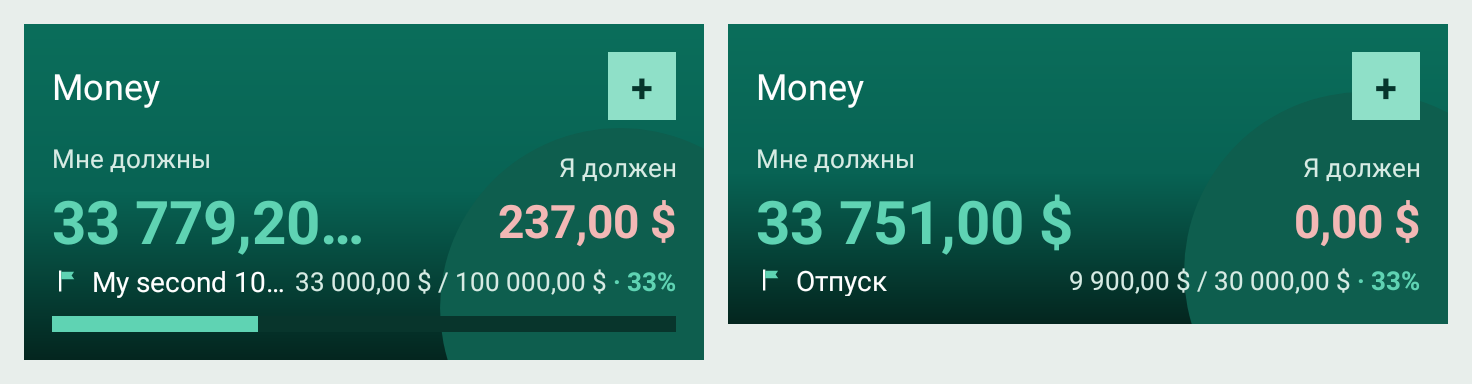 Money
+
Мне должны
Я должен
33 779,20...
237,00 $
My second 10... 33 000,00 $ / 100 000,00 $ · 33%
Money
+
Мне должны
Я должен
33 751,00 $
0,00 $
Отпуск 9 900,00 $ / 30 000,00 $ · 33%